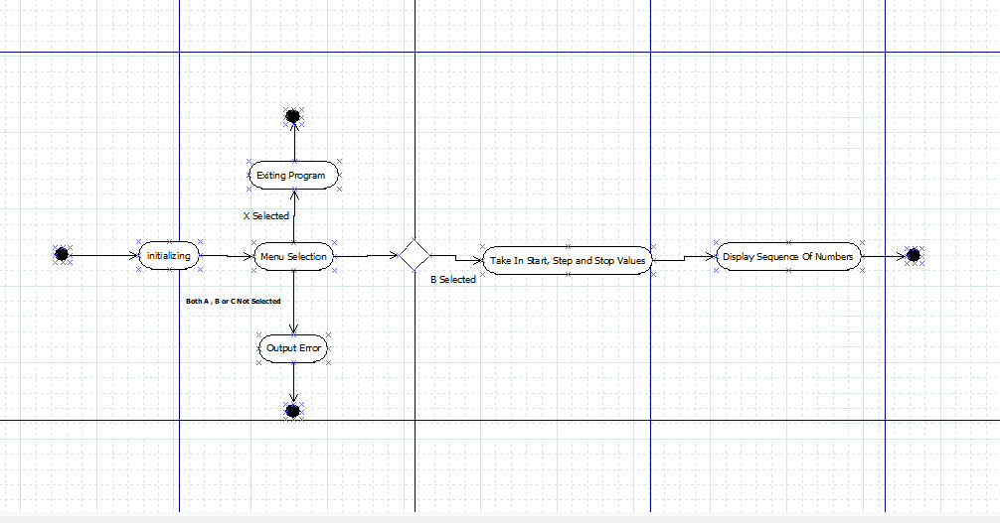 Exiting Program
X Selected
initializing
Menu Selection
Take In Start, Step and Stop Values
Display Sequence Of Numbers
B Selected
Both A , B or C Not Selected
Output Error